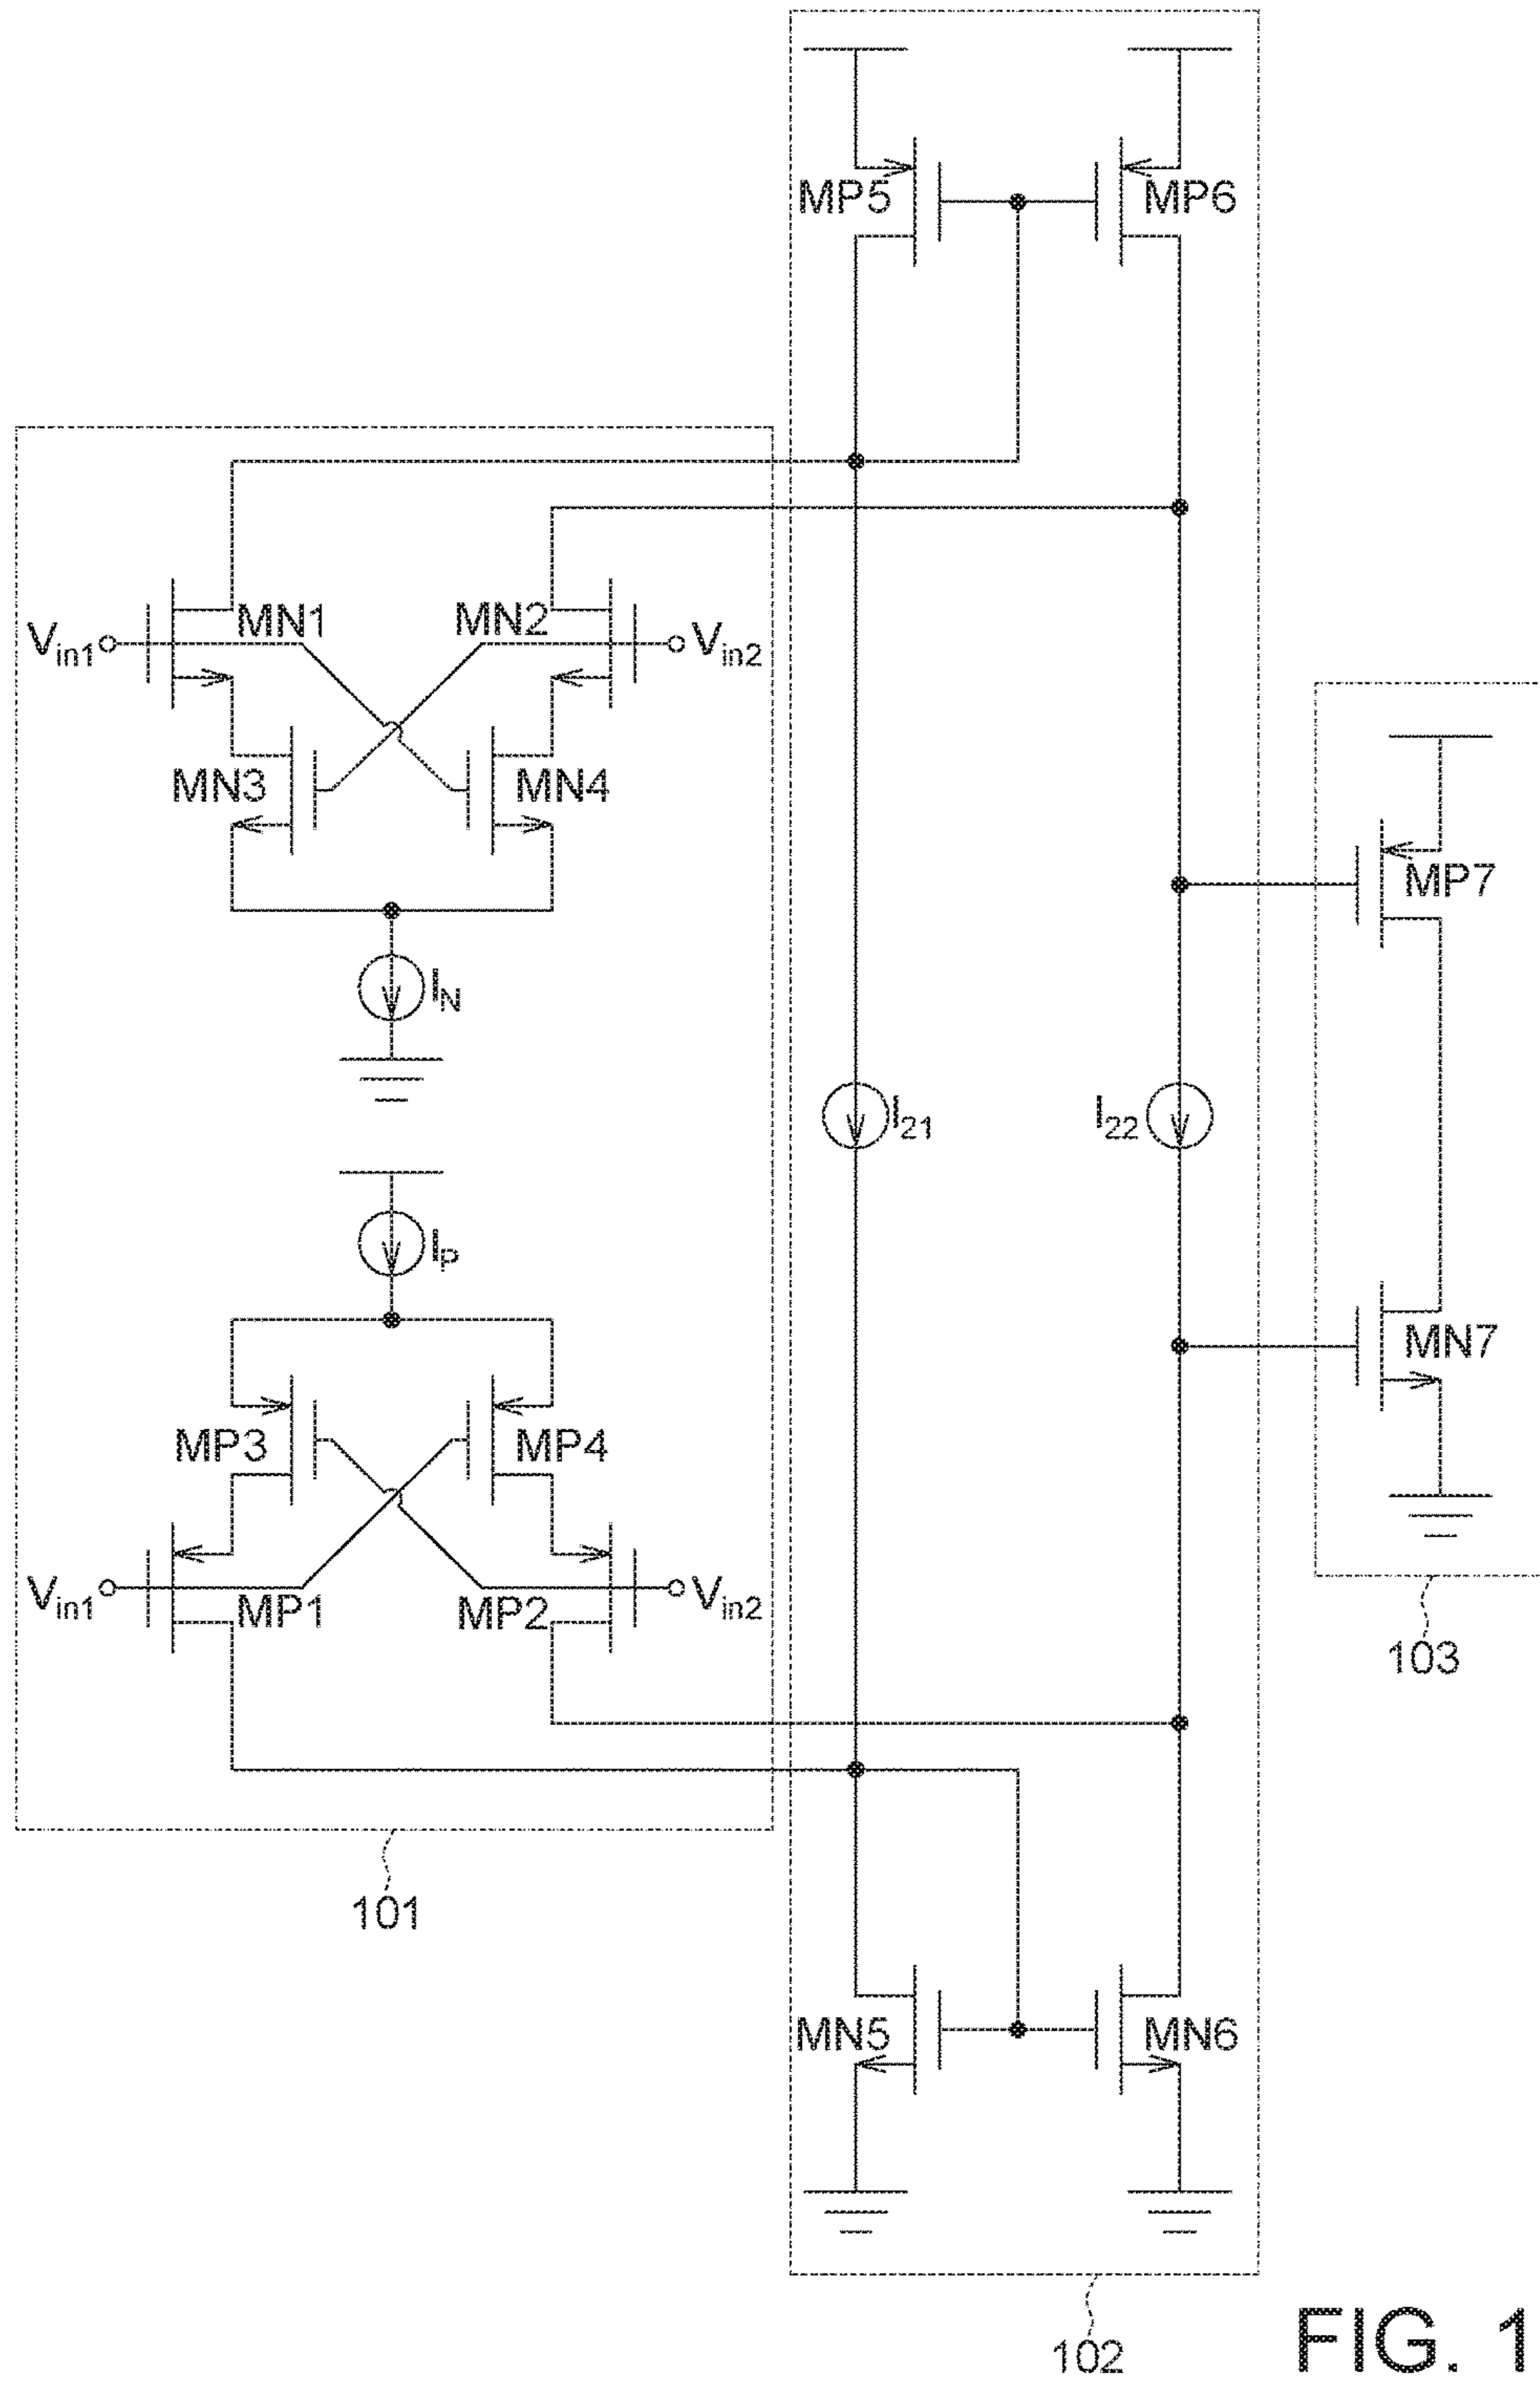 MP5 MP6
MN1 MN2
Vin1 Vin2
MN3 MN4
MP7
IN
I21 I22
IP
MN7
MP3 MP4
Vin1 MP1 MP2 Vin2
103
101
MN5 MN6
102
FIG. 1